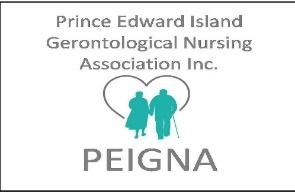 Prince Edward Island
Gerontological Nursing
Association Inc.
PEIGNA